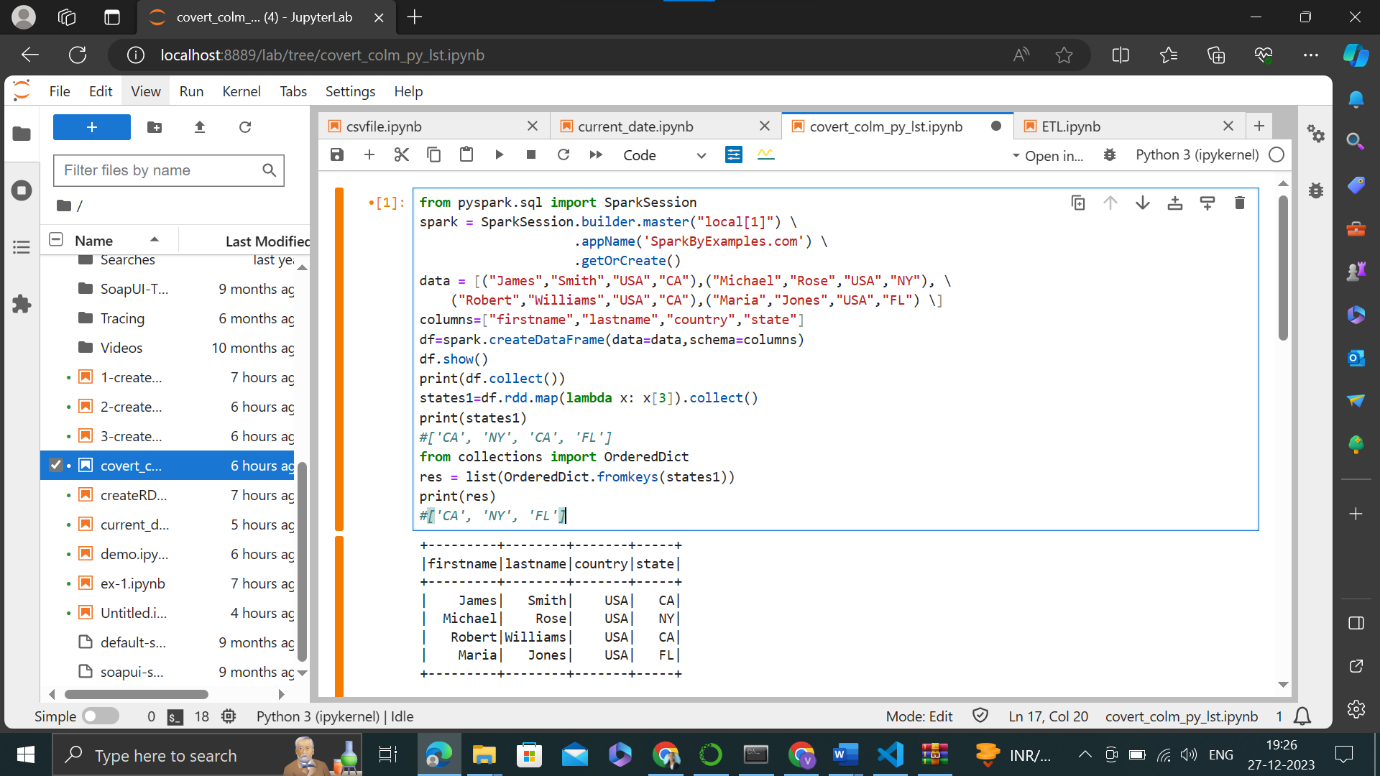 covert_colm_... (4) - JupyterLab
localhost:8889/lab/tree/covert_colm_py_lst.ipynb
File Edit View Run Kernel Tabs Settings Help
csvfile.ipynb
current_date.ipynb
covert_colm_py_lst.ipynb
ETL.ipynb
Code
Open in...
Python 3 (ipykernel)
Filter files by name
/
Name
Last Modified
Searches last ye
SoapUI-T... 9 months ag
Tracing 6 months ag
Videos 10 months ag
1-create... 7 hours ag
2-create... 6 hours ag
3-create... 6 hours ag
covert_c... 6 hours ag
createRD... 7 hours ag
current_d... 5 hours ag
demo.ipy... 6 hours ag
ex-1.ipynb 7 hours ag
Untitled.i... 4 hours ag
default-s... 9 months ag
soapui-s... 9 months ag
[1]:
from pyspark.sql import SparkSession
spark = SparkSession.builder.master("local[1]") \
.appName('SparkByExamples.com') \
.getOrCreate()
data = [("James","Smith","USA","CA"),("Michael","Rose","USA","NY"), \
("Robert","Williams","USA","CA"),("Maria","Jones","USA","FL") \]
columns=["firstname","lastname","country","state"]
df=spark.createDataFrame(data=data,schema=columns)
df.show()
print(df.collect())
states1=df.rdd.map(lambda x: x[3]).collect()
print(states1)
#['CA', 'NY', 'CA', 'FL']
from collections import OrderedDict
res = list(OrderedDict.fromkeys(states1))
print(res)
#['CA', 'NY', 'FL']
+---------+--------+-------+-----+
|firstname|lastname|country|state|
+---------+--------+-------+-----+
|    James|   Smith|    USA|   CA|
|  Michael|    Rose|    USA|   NY|
|   Robert|Williams|    USA|   CA|
|    Maria|   Jones|    USA|   FL|
+---------+--------+-------+-----+
Simple 0 18 Python 3 (ipykernel) | Idle Mode: Edit Ln 17, Col 20 covert_colm_py_lst.ipynb 1
Type here to search
INR/...
ENG
19:26
27-12-2023